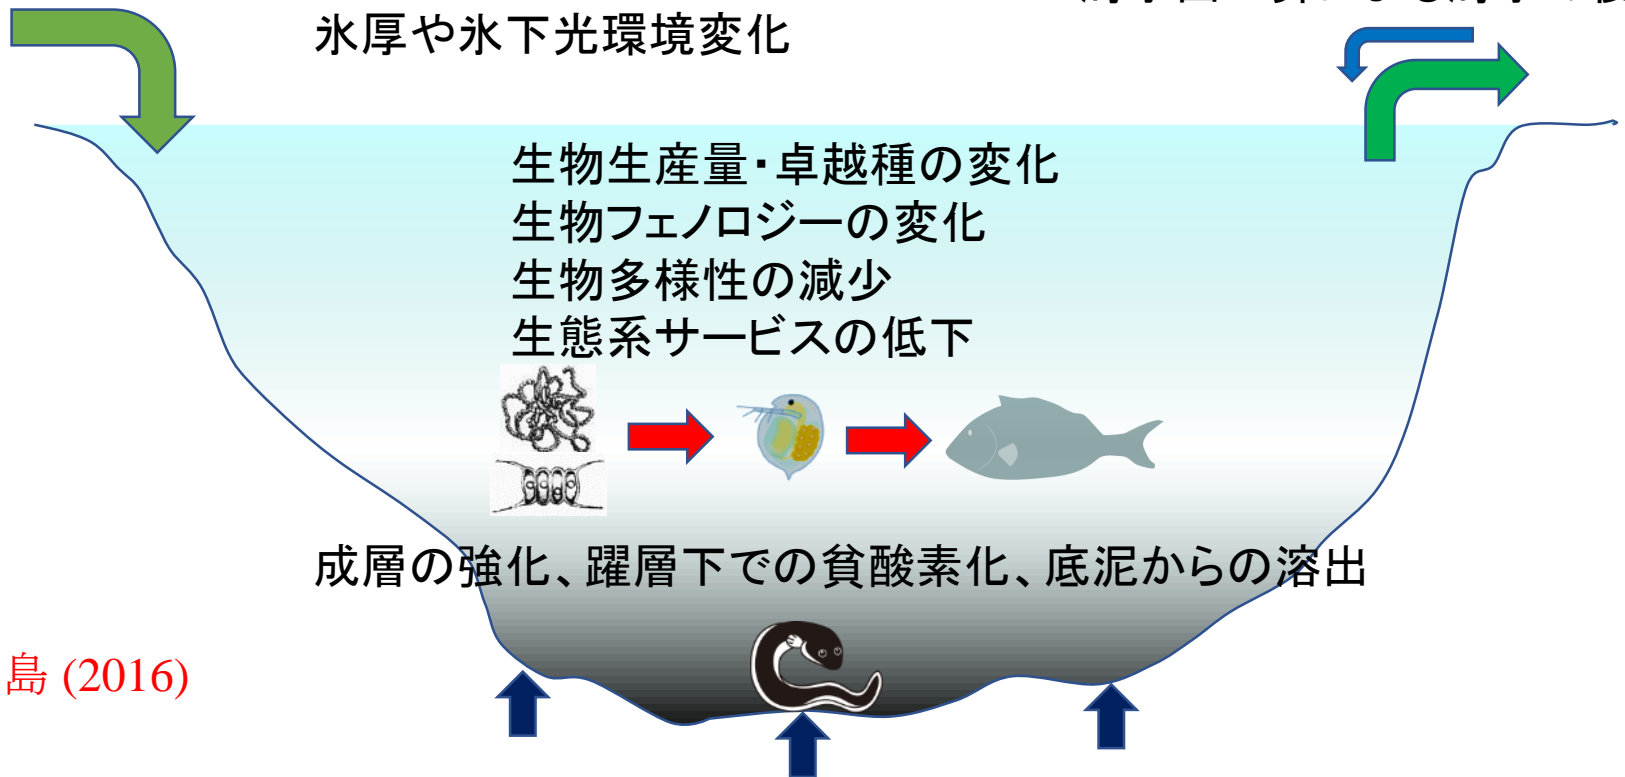 氷厚や氷下光環境変化
生物生産量・卓越種の変化
生物フェノロジーの変化
生物多様性の減少
生態系サービスの低下
成層の強化、躍層下での貧酸素化、底泥からの溶出
島 (2016)